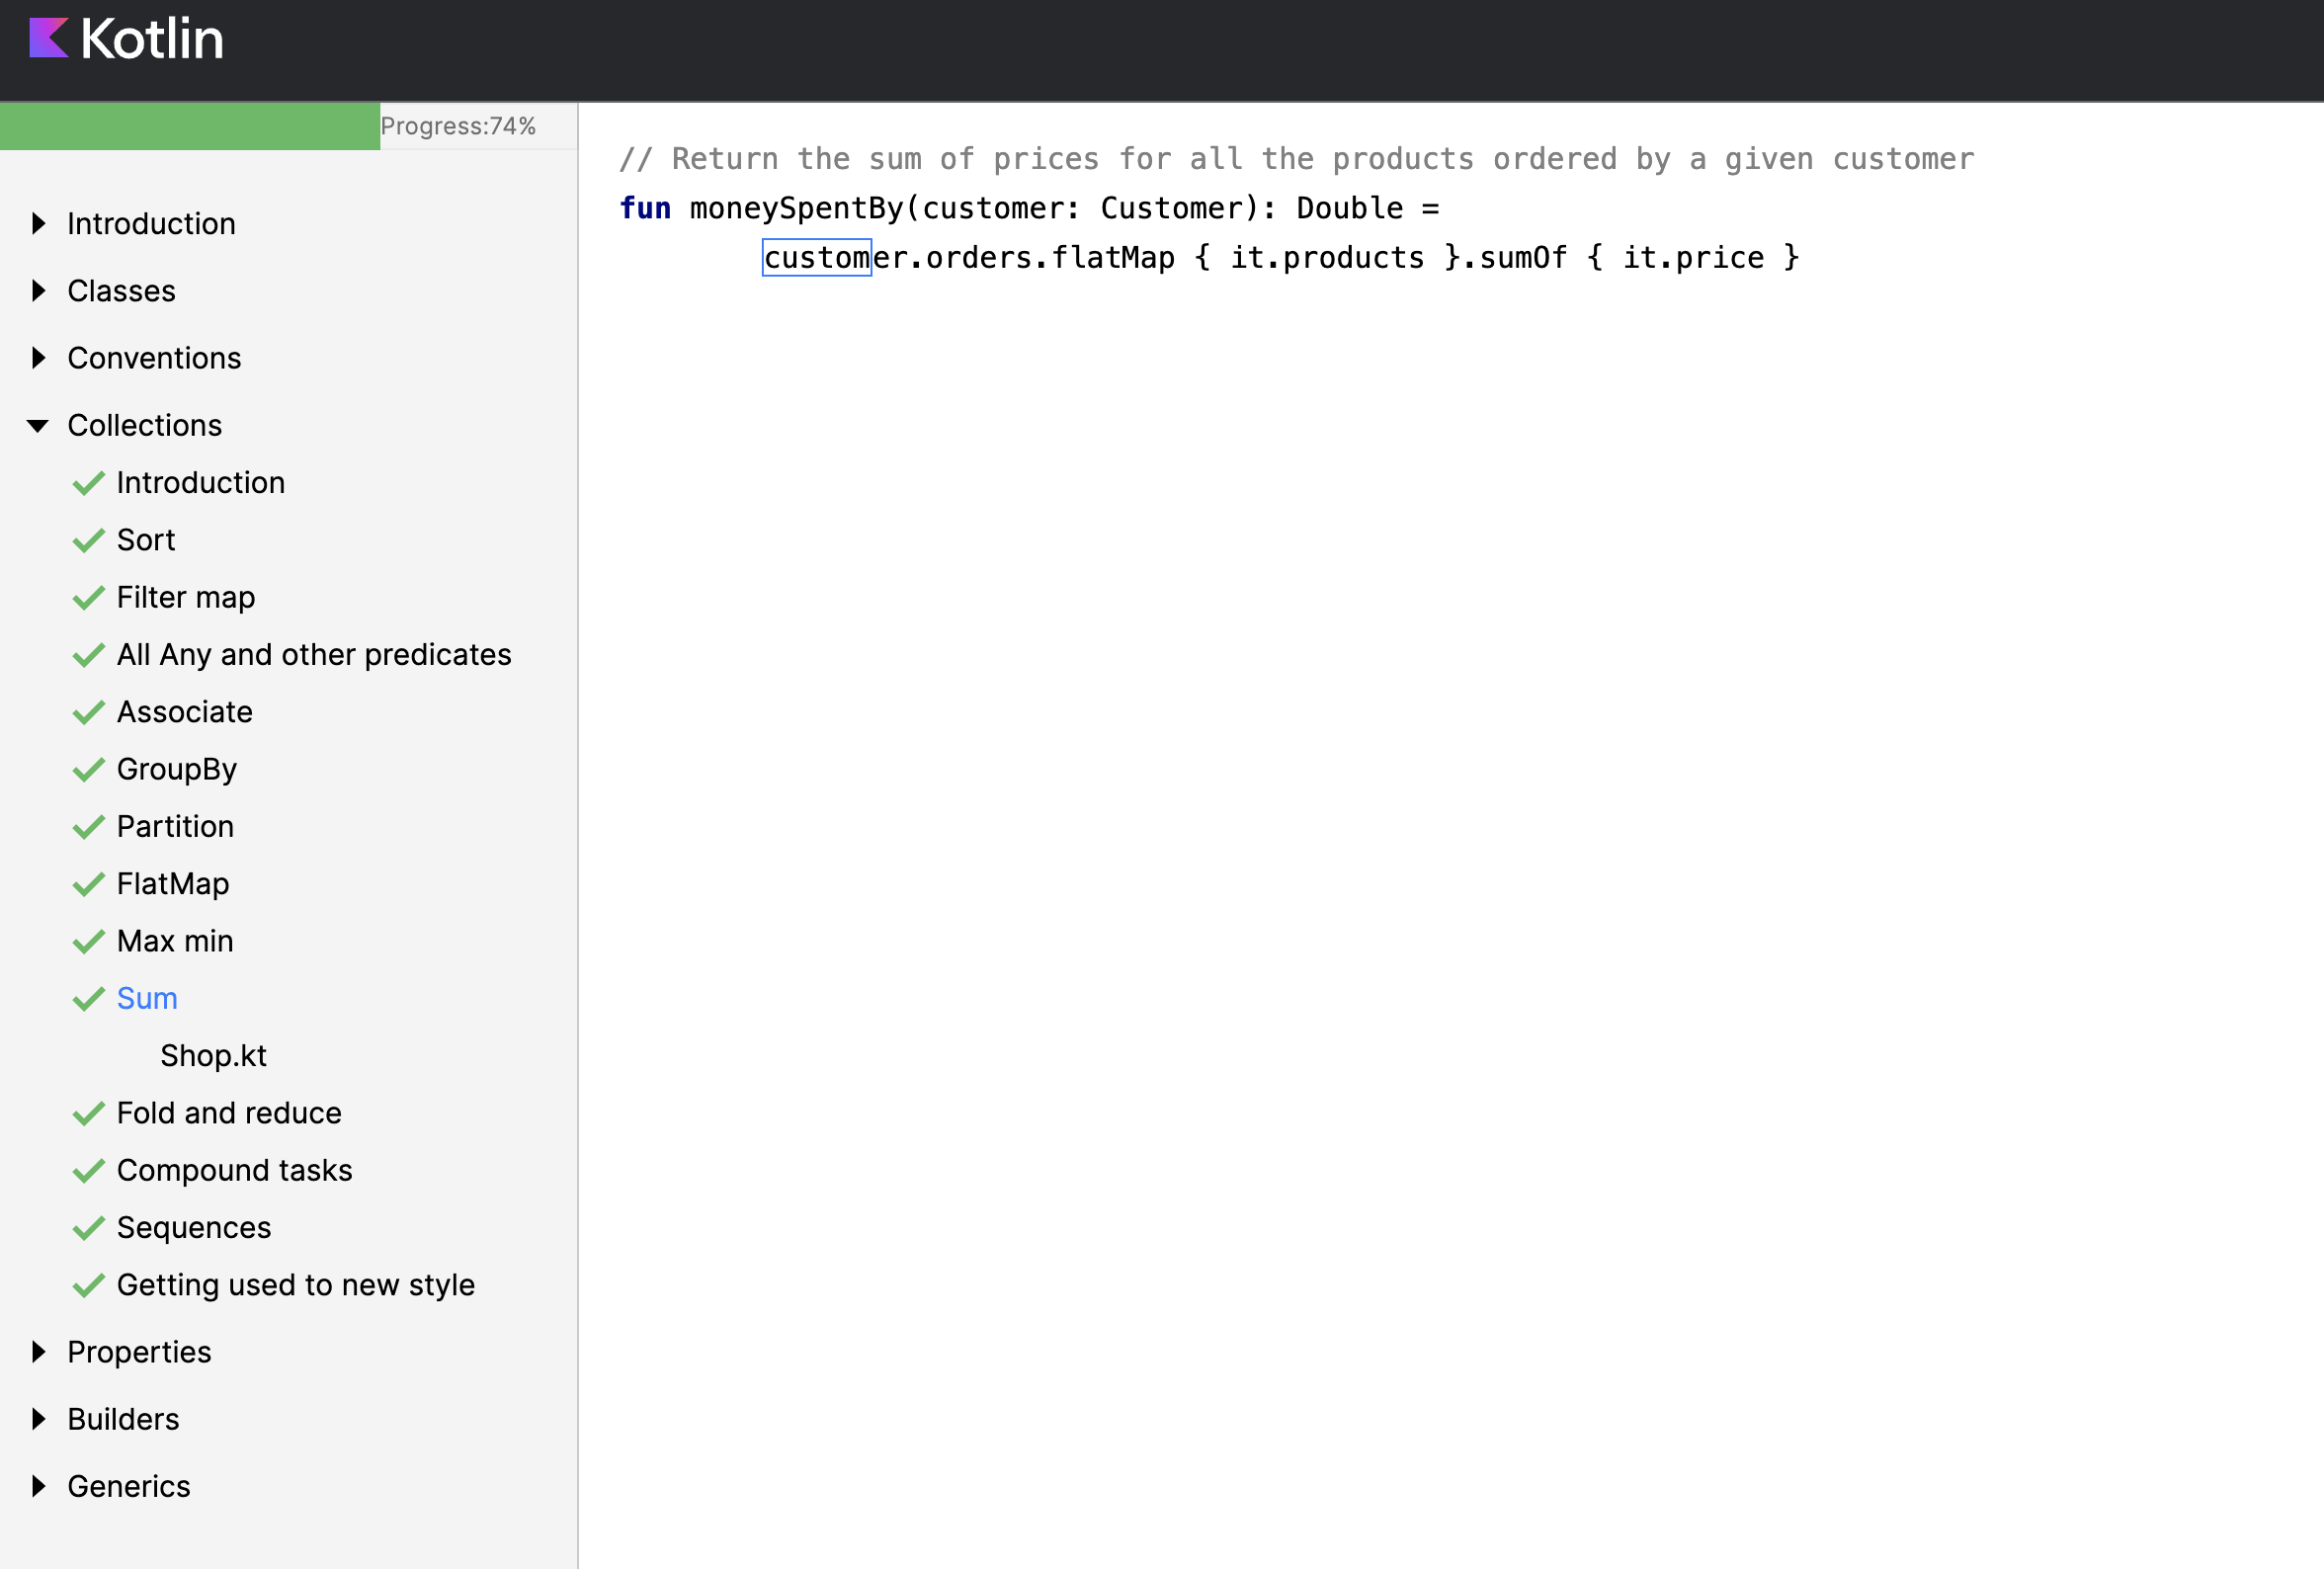 Kotlin
Progress:74%
Introduction
Classes
Conventions
Collections
Introduction
Sort
Filter map
All Any and other predicates
Associate
GroupBy
Partition
FlatMap
Max min
Sum
Shop.kt
Fold and reduce
Compound tasks
Sequences
Getting used to new style
Properties
Builders
Generics
// Return the sum of prices for all the products ordered by a given customer
fun moneySpentBy(customer: Customer): Double =
        customer.orders.flatMap { it.products }.sumOf { it.price }